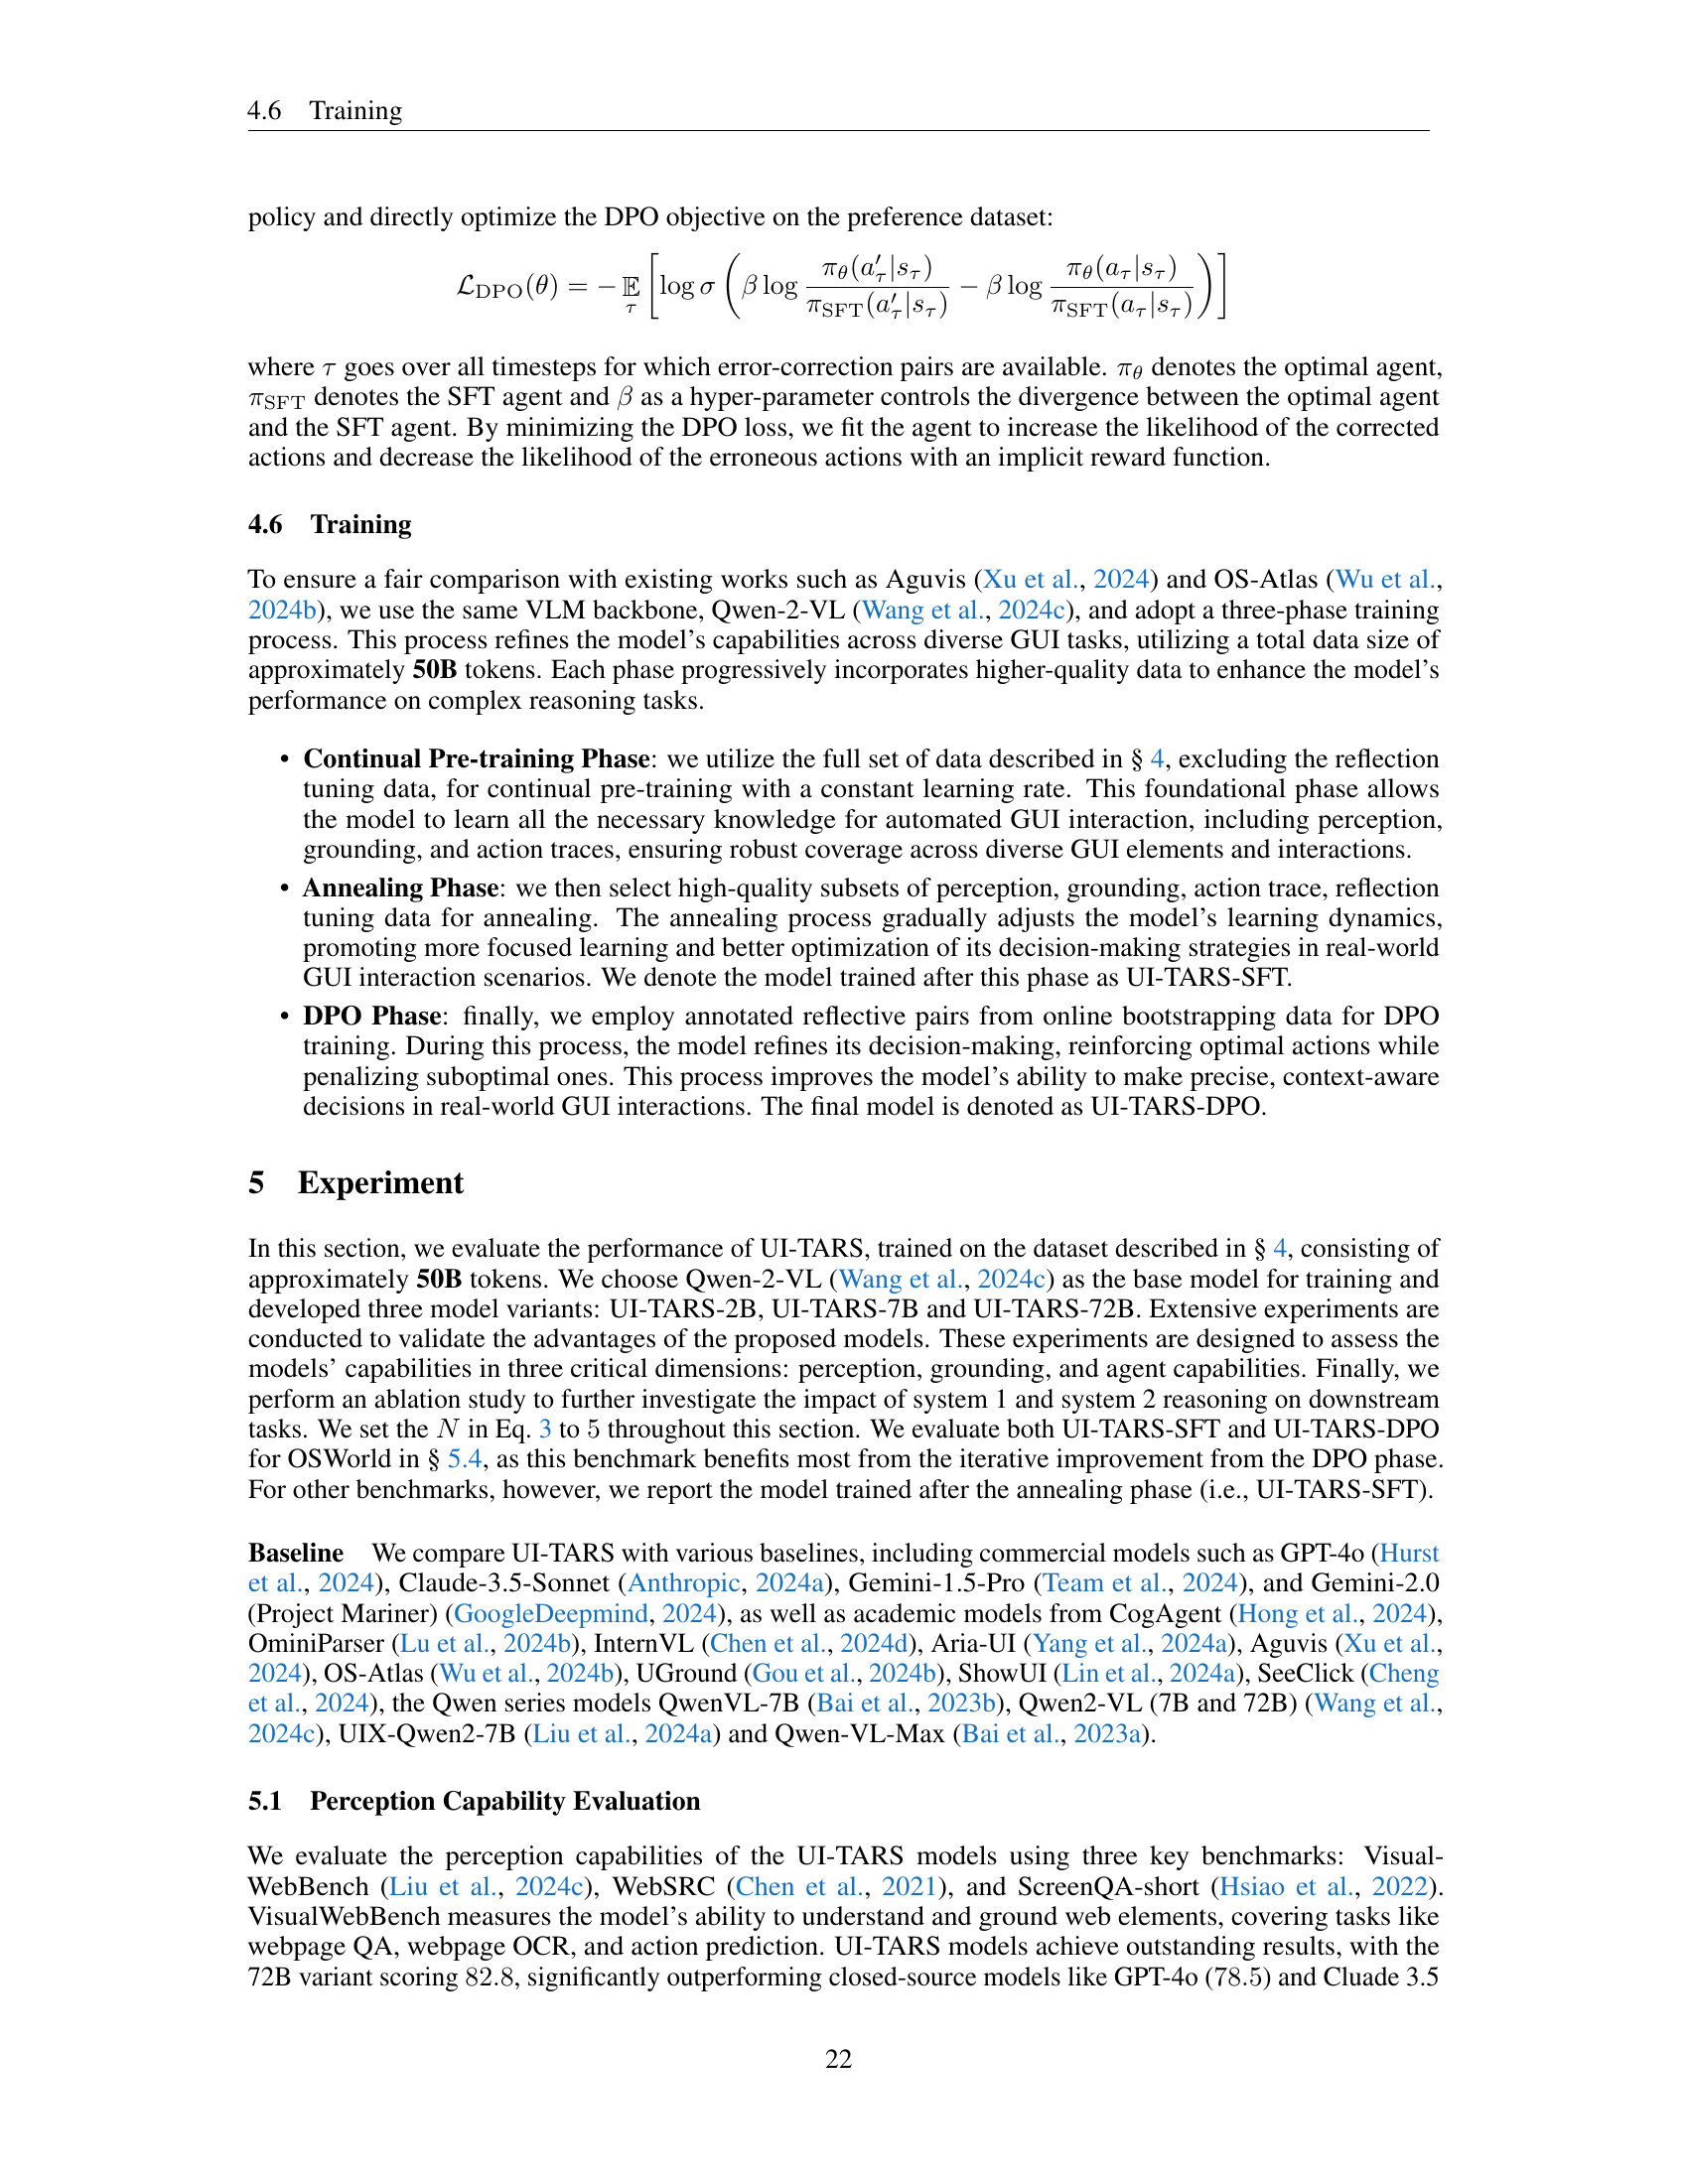 4.6 Training
policy and directly optimize the DPO objective on the preference dataset:
$\mathcal{L}_{\mathrm{DPO}}(\theta) = -\mathop{\mathbb{E}}_{\tau} \left[ \log \sigma \left( \beta \log \frac{\pi_\theta(a'_\tau|s_\tau)}{\pi_{\mathrm{SFT}}(a'_\tau|s_\tau)} - \beta \log \frac{\pi_\theta(a_\tau|s_\tau)}{\pi_{\mathrm{SFT}}(a_\tau|s_\tau)} \right) \right]$
where τ goes over all timesteps for which error-correction pairs are available. π_θ denotes the optimal agent,
π_SFT denotes the SFT agent and β as a hyper-parameter controls the divergence between the optimal agent
and the SFT agent. By minimizing the DPO loss, we fit the agent to increase the likelihood of the corrected
actions and decrease the likelihood of the erroneous actions with an implicit reward function.
4.6 Training
To ensure a fair comparison with existing works such as Aguvis (Xu et al., 2024) and OS-Atlas (Wu et al.,
2024b), we use the same VLM backbone, Qwen-2-VL (Wang et al., 2024c), and adopt a three-phase training
process. This process refines the model's capabilities across diverse GUI tasks, utilizing a total data size of
approximately 50B tokens. Each phase progressively incorporates higher-quality data to enhance the model's
performance on complex reasoning tasks.
• Continual Pre-training Phase: we utilize the full set of data described in § 4, excluding the reflection
tuning data, for continual pre-training with a constant learning rate. This foundational phase allows
the model to learn all the necessary knowledge for automated GUI interaction, including perception,
grounding, and action traces, ensuring robust coverage across diverse GUI elements and interactions.
• Annealing Phase: we then select high-quality subsets of perception, grounding, action trace, reflection
tuning data for annealing. The annealing process gradually adjusts the model's learning dynamics,
promoting more focused learning and better optimization of its decision-making strategies in real-world
GUI interaction scenarios. We denote the model trained after this phase as UI-TARS-SFT.
• DPO Phase: finally, we employ annotated reflective pairs from online bootstrapping data for DPO
training. During this process, the model refines its decision-making, reinforcing optimal actions while
penalizing suboptimal ones. This process improves the model's ability to make precise, context-aware
decisions in real-world GUI interactions. The final model is denoted as UI-TARS-DPO.
5 Experiment
In this section, we evaluate the performance of UI-TARS, trained on the dataset described in § 4, consisting of
approximately 50B tokens. We choose Qwen-2-VL (Wang et al., 2024c) as the base model for training and
developed three model variants: UI-TARS-2B, UI-TARS-7B and UI-TARS-72B. Extensive experiments are
conducted to validate the advantages of the proposed models. These experiments are designed to assess the
models' capabilities in three critical dimensions: perception, grounding, and agent capabilities. Finally, we
perform an ablation study to further investigate the impact of system 1 and system 2 reasoning on downstream
tasks. We set the N in Eq. 3 to 5 throughout this section. We evaluate both UI-TARS-SFT and UI-TARS-DPO
for OSWorld in § 5.4, as this benchmark benefits most from the iterative improvement from the DPO phase.
For other benchmarks, however, we report the model trained after the annealing phase (i.e., UI-TARS-SFT).
Baseline We compare UI-TARS with various baselines, including commercial models such as GPT-4o (Hurst
et al., 2024), Claude-3.5-Sonnet (Anthropic, 2024a), Gemini-1.5-Pro (Team et al., 2024), and Gemini-2.0
(Project Mariner) (GoogleDeepmind, 2024), as well as academic models from CogAgent (Hong et al., 2024),
OminiParser (Lu et al., 2024b), InternVL (Chen et al., 2024d), Aria-UI (Yang et al., 2024a), Aguvis (Xu et al.,
2024), OS-Atlas (Wu et al., 2024b), UGround (Gou et al., 2024b), ShowUI (Lin et al., 2024a), SeeClick (Cheng
et al., 2024), the Qwen series models QwenVL-7B (Bai et al., 2023b), Qwen2-VL (7B and 72B) (Wang et al.,
2024c), UIX-Qwen2-7B (Liu et al., 2024a) and Qwen-VL-Max (Bai et al., 2023a).
5.1 Perception Capability Evaluation
We evaluate the perception capabilities of the UI-TARS models using three key benchmarks: Visual-
WebBench (Liu et al., 2024c), WebSRC (Chen et al., 2021), and ScreenQA-short (Hsiao et al., 2022).
VisualWebBench measures the model's ability to understand and ground web elements, covering tasks like
webpage QA, webpage OCR, and action prediction. UI-TARS models achieve outstanding results, with the
72B variant scoring 82.8, significantly outperforming closed-source models like GPT-4o (78.5) and Cluade 3.5
22